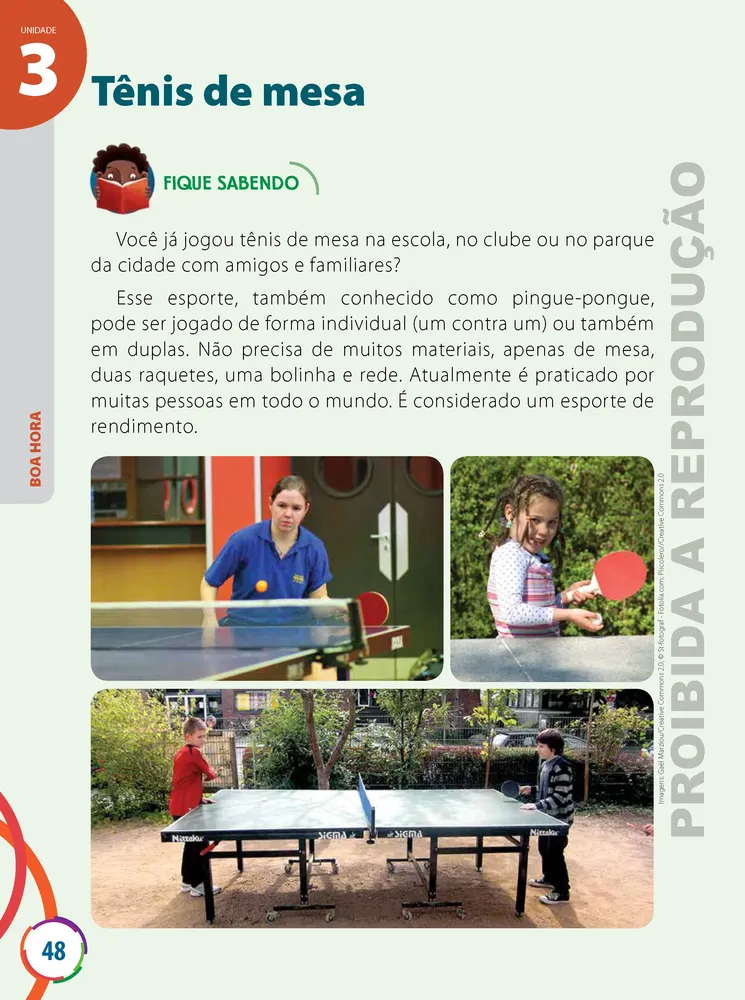 UNIDADE
3
Tênis de mesa
FIQUE SABENDO
Você já jogou tênis de mesa na escola, no clube ou no parque
da cidade com amigos e familiares?
Esse esporte, também conhecido como pingue-pongue,
pode ser jogado de forma individual (um contra um) ou também
em duplas. Não precisa de muitos materiais, apenas de mesa,
duas raquetes, uma bolinha e rede. Atualmente é praticado por
muitas pessoas em todo o mundo. É considerado um esporte de
rendimento.
BOA HORA
Imagens: Gaël Marziou/Creative Commons 2.0; © St-fotograf - Fotolia.com; Piscolero//Creative Commons 2.0
PROIBIDA A REPRODUÇÃO
Nittaku
SIGMA
SIGMA
Nittaku
48